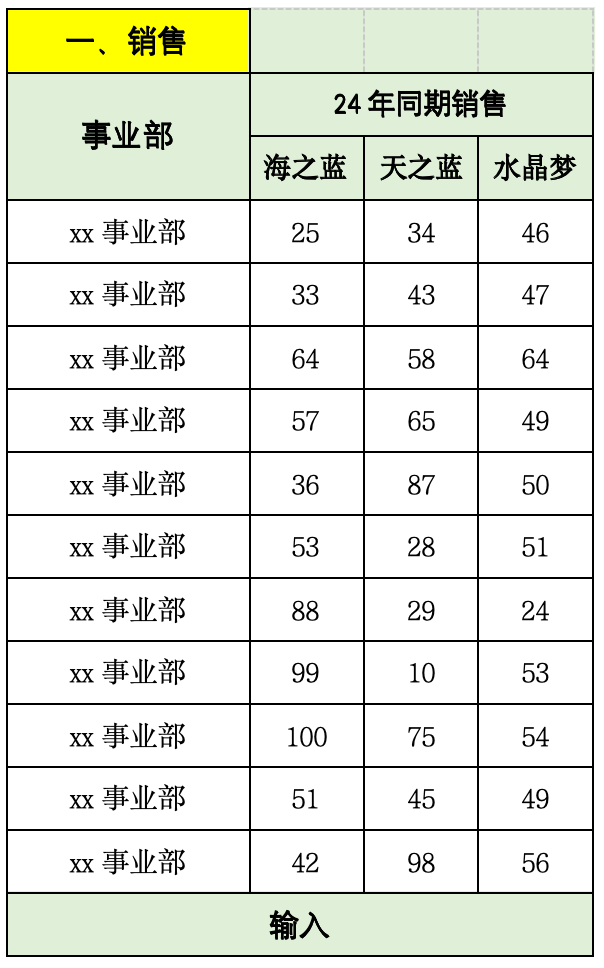 一、销售
事业部 24年同期销售
海之蓝 天之蓝 水晶梦
xx 事业部 25 34 46
xx 事业部 33 43 47
xx 事业部 64 58 64
xx 事业部 57 65 49
xx 事业部 36 87 50
xx 事业部 53 28 51
xx 事业部 88 29 24
xx 事业部 99 10 53
xx 事业部 100 75 54
xx 事业部 51 45 49
xx 事业部 42 98 56
输入